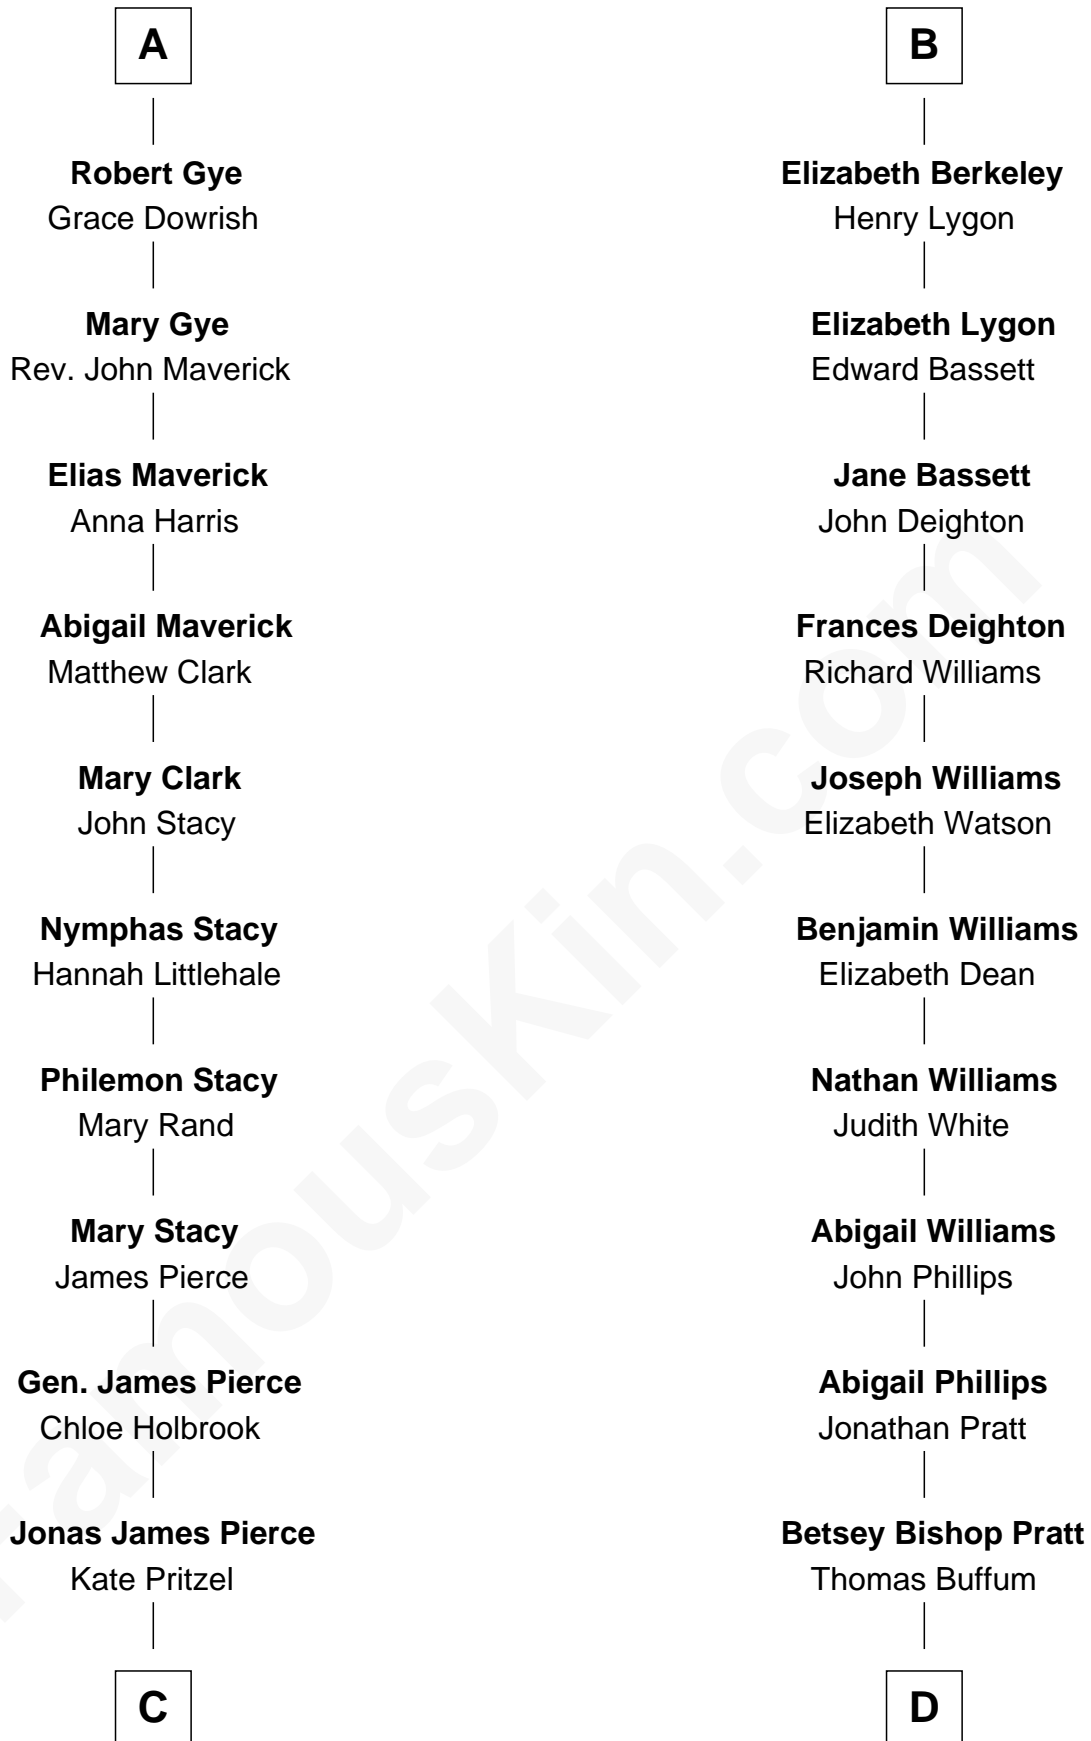 A
Robert Gye
Grace Dowrish
Mary Gye
Rev. John Maverick
Elias Maverick
Anna Harris
Abigail Maverick
Matthew Clark
Mary Clark
John Stacy
Nymphas Stacy
Hannah Littlehale
Philemon Stacy
Mary Rand
Mary Stacy
James Pierce
Gen. James Pierce
Chloe Holbrook
Jonas James Pierce
Kate Pritzel
C
B
Elizabeth Berkeley
Henry Lygon
Elizabeth Lygon
Edward Bassett
Jane Bassett
John Deighton
Frances Deighton
Richard Williams
Joseph Williams
Elizabeth Watson
Benjamin Williams
Elizabeth Dean
Nathan Williams
Judith White
Abigail Williams
John Phillips
Abigail Phillips
Jonathan Pratt
Betsey Bishop Pratt
Thomas Buffum
D
FamousKin.com